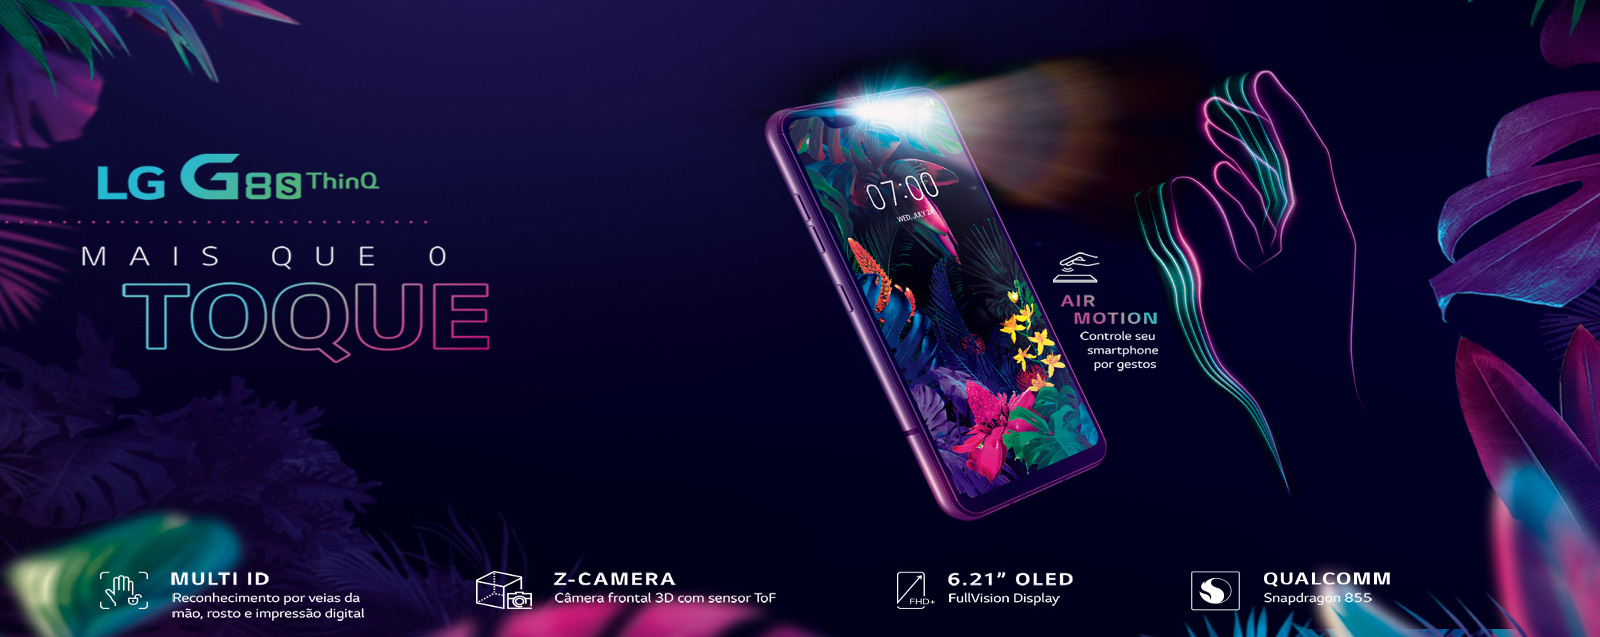 LG G8S ThinQ
MAIS QUE O
TOQUE
07:00
WED, JULY 24
AIR
MOTION
Controle seu
smartphone
por gestos
MULTI ID
Reconhecimento por veias da
mão, rosto e impressão digital
Z-CAMERA
Câmera frontal 3D com sensor ToF
FHD+
6.21” OLED
FullVision Display
QUALCOMM
Snapdragon 855